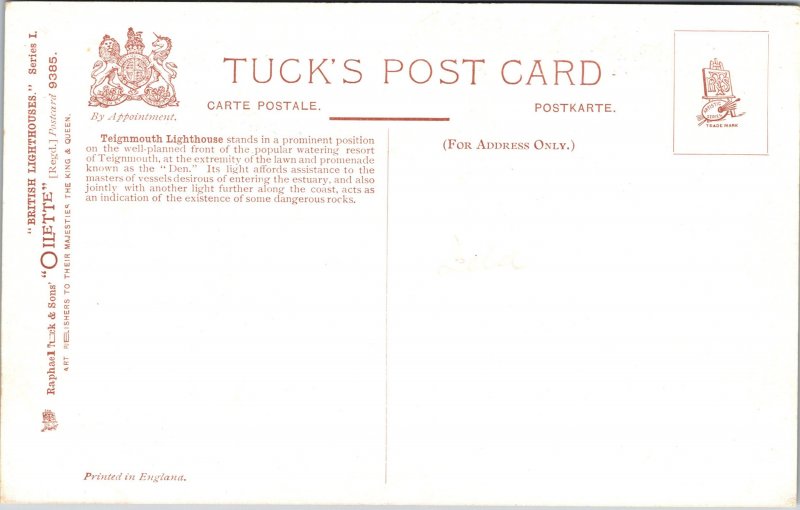 TUCK'S POST CARD
CARTE POSTALE. POSTKARTE.
By Appointment.
(FOR ADDRESS ONLY.)
Teignmouth Lighthouse stands in a prominent position
on the well-planned front of the popular watering resort
of Teignmouth, at the extremity of the lawn and promenade
known as the "Den." Its light affords assistance to the
masters of vessels desirous of entering the estuary, and also
jointly with another light further along the coast, acts as
an indication of the existence of some dangerous rocks.
"BRITISH LIGHTHOUSES." Series I.
Raphael Tuck & Sons' "OILETTE" [Regd.] Postcard 9385.
ART PUBLISHERS TO THEIR MAJESTIES THE KING & QUEEN.
TRADE MARK
Printed in England.